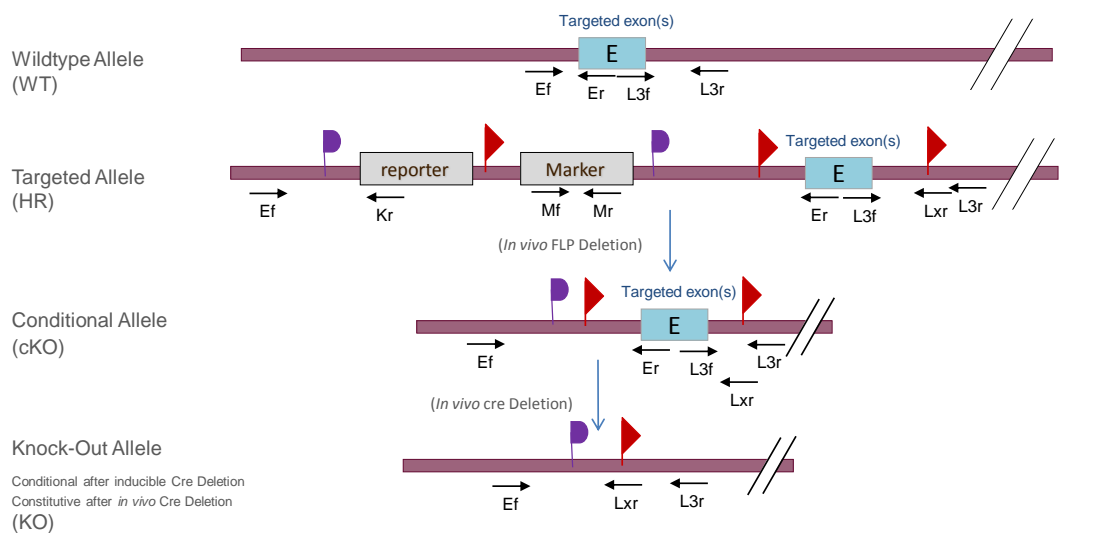 Targeted exon(s)
Wildtype Allele
(WT)
E
Ef
Er
L3f
L3r
Targeted exon(s)
Targeted Allele
(HR)
reporter
Marker
E
Ef
Kr
Mf
Mr
Er
L3f
Lxr
L3r
(In vivo FLP Deletion)
Targeted exon(s)
Conditional Allele
(cKO)
E
Ef
Er
L3f
L3r
Lxr
(In vivo cre Deletion)
Knock-Out Allele
Conditional after inducible Cre Deletion
Constitutive after in vivo Cre Deletion
(KO)
Ef
Lxr
L3r